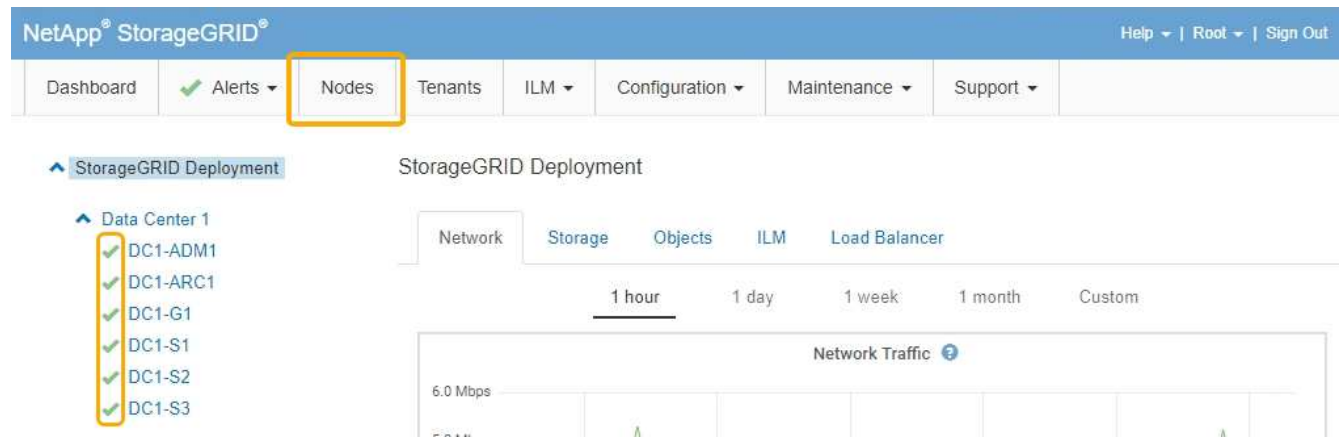 NetApp® StorageGRID®
Help | Root | Sign Out
Dashboard Alerts Nodes Tenants ILM Configuration Maintenance Support
StorageGRID Deployment
StorageGRID Deployment
Data Center 1
DC1-ADM1
DC1-ARC1
DC1-G1
DC1-S1
DC1-S2
DC1-S3
Network Storage Objects ILM Load Balancer
1 hour 1 day 1 week 1 month Custom
Network Traffic ?
6.0 Mbps